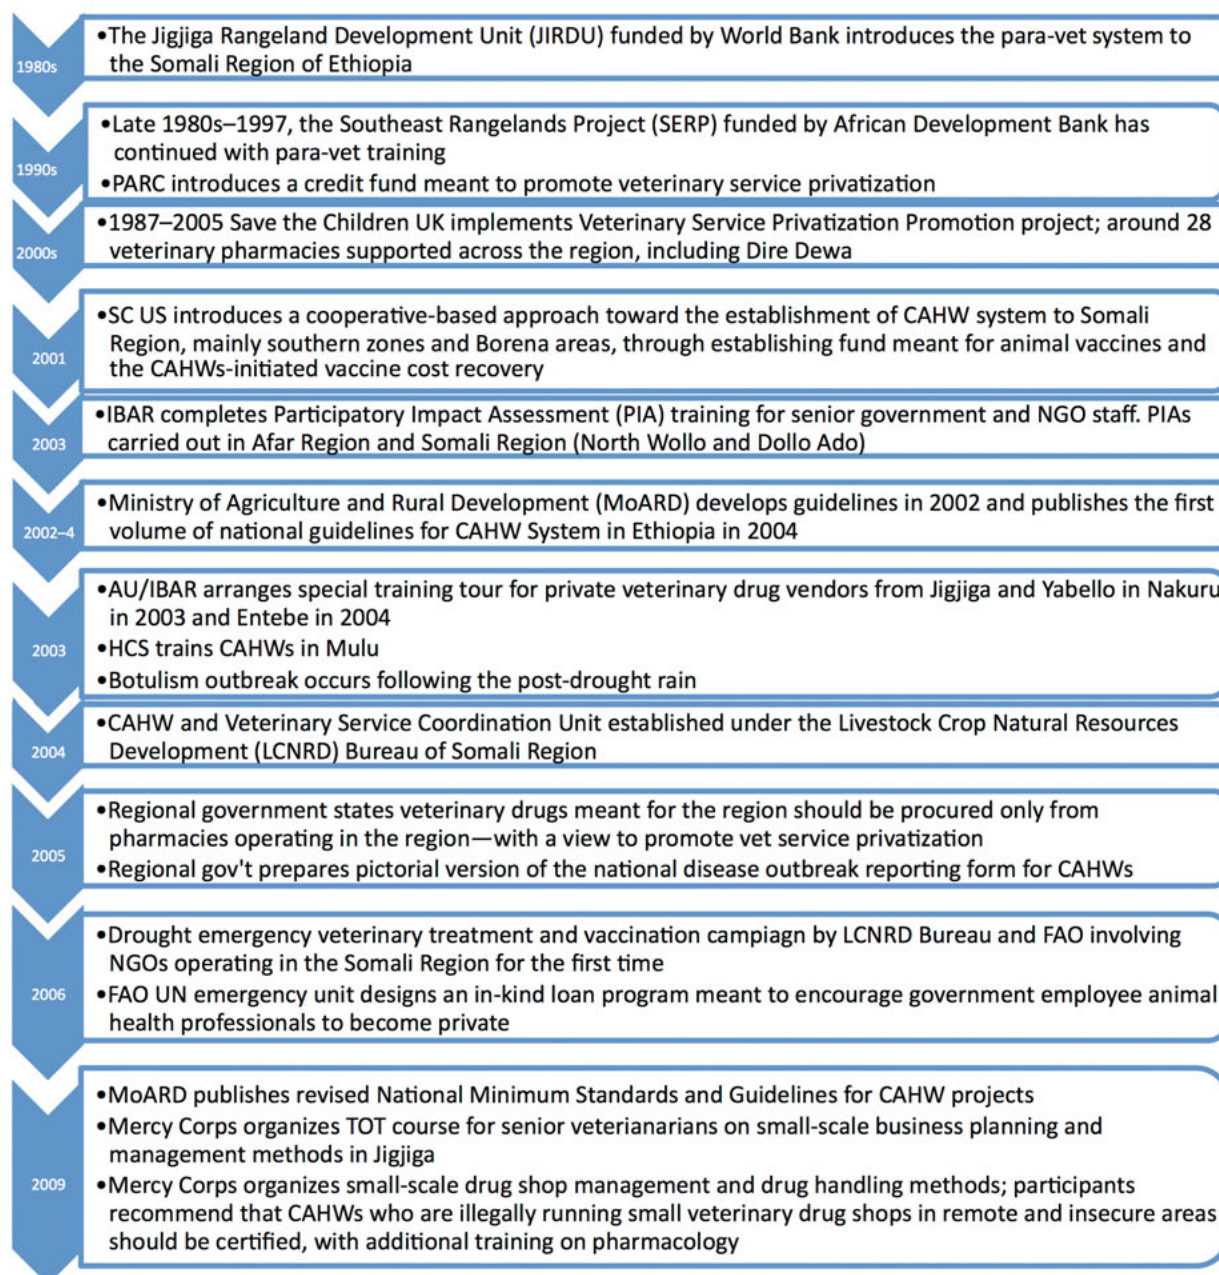 1980s
•The Jigjiga Rangeland Development Unit (JIRDU) funded by World Bank introduces the para-vet system to
the Somali Region of Ethiopia
1990s
•Late 1980s–1997, the Southeast Rangelands Project (SERP) funded by African Development Bank has
continued with para-vet training
•PARC introduces a credit fund meant to promote veterinary service privatization
2000s
•1987–2005 Save the Children UK implements Veterinary Service Privatization Promotion project; around 28
veterinary pharmacies supported across the region, including Dire Dewa
2001
•SC US introduces a cooperative-based approach toward the establishment of CAHW system to Somali
Region, mainly southern zones and Borena areas, through establishing fund meant for animal vaccines and
the CAHWs-initiated vaccine cost recovery
2003
•IBAR completes Participatory Impact Assessment (PIA) training for senior government and NGO staff. PIAs
carried out in Afar Region and Somali Region (North Wollo and Dollo Ado)
2002–4
•Ministry of Agriculture and Rural Development (MoARD) develops guidelines in 2002 and publishes the first
volume of national guidelines for CAHW System in Ethiopia in 2004
2003
•AU/IBAR arranges special training tour for private veterinary drug vendors from Jigjiga and Yabello in Nakuru
in 2003 and Entebe in 2004
•HCS trains CAHWs in Mulu
•Botulism outbreak occurs following the post-drought rain
2004
•CAHW and Veterinary Service Coordination Unit established under the Livestock Crop Natural Resources
Development (LCNRD) Bureau of Somali Region
2005
•Regional government states veterinary drugs meant for the region should be procured only from
pharmacies operating in the region—with a view to promote vet service privatization
•Regional gov't prepares pictorial version of the national disease outbreak reporting form for CAHWs
2006
•Drought emergency veterinary treatment and vaccination campiagn by LCNRD Bureau and FAO involving
NGOs operating in the Somali Region for the first time
•FAO UN emergency unit designs an in-kind loan program meant to encourage government employee animal
health professionals to become private
2009
•MoARD publishes revised National Minimum Standards and Guidelines for CAHW projects
•Mercy Corps organizes TOT course for senior veterianarians on small-scale business planning and
management methods in Jigjiga
•Mercy Corps organizes small-scale drug shop management and drug handling methods; participants
recommend that CAHWs who are illegally running small veterinary drug shops in remote and insecure areas
should be certified, with additional training on pharmacology